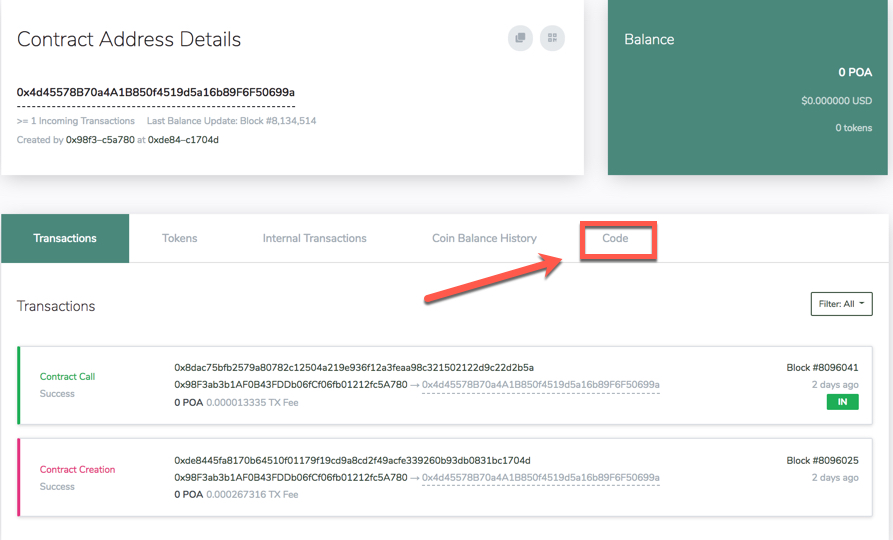 Contract Address Details
0x4d45578B70a4A1B850f4519d5a16b89F6F50699a
>= 1 Incoming Transactions Last Balance Update: Block #8,134,514
Created by 0x98f3–c5a780 at 0xde84–c1704d
Balance
0 POA
$0.000000 USD
0 tokens
Transactions Tokens Internal Transactions Coin Balance History Code
Transactions
Filter: All
Contract Call
Success
0x8dac75bfb2579a80782c12504a219e936f12a3feaa98c321502122d9c22d2b5a
0x98F3ab3b1AF0B43FDDb06fCf06fb01212fc5A780 → 0x4d45578B70a4A1B850f4519d5a16b89F6F50699a
0 POA 0.000013335 TX Fee
Block #8096041
2 days ago
IN
Contract Creation
Success
0xde8445fa8170b64510f01179f19cd9a8cd2f49acfe339260b93db0831bc1704d
0x98F3ab3b1AF0B43FDDb06fCf06fb01212fc5A780 → 0x4d45578B70a4A1B850f4519d5a16b89F6F50699a
0 POA 0.000267316 TX Fee
Block #8096025
2 days ago